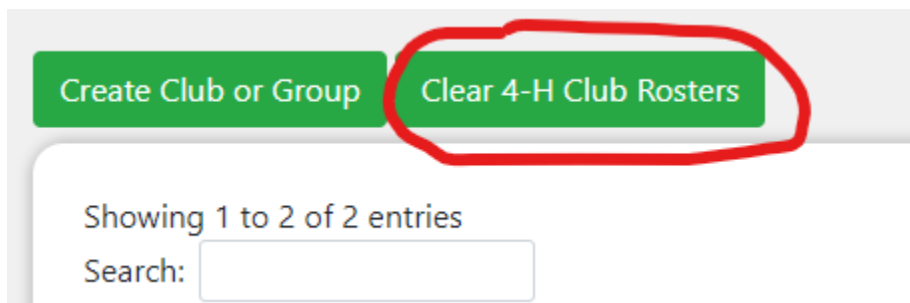 Create Club or Group
Clear 4-H Club Rosters
Showing 1 to 2 of 2 entries
Search: